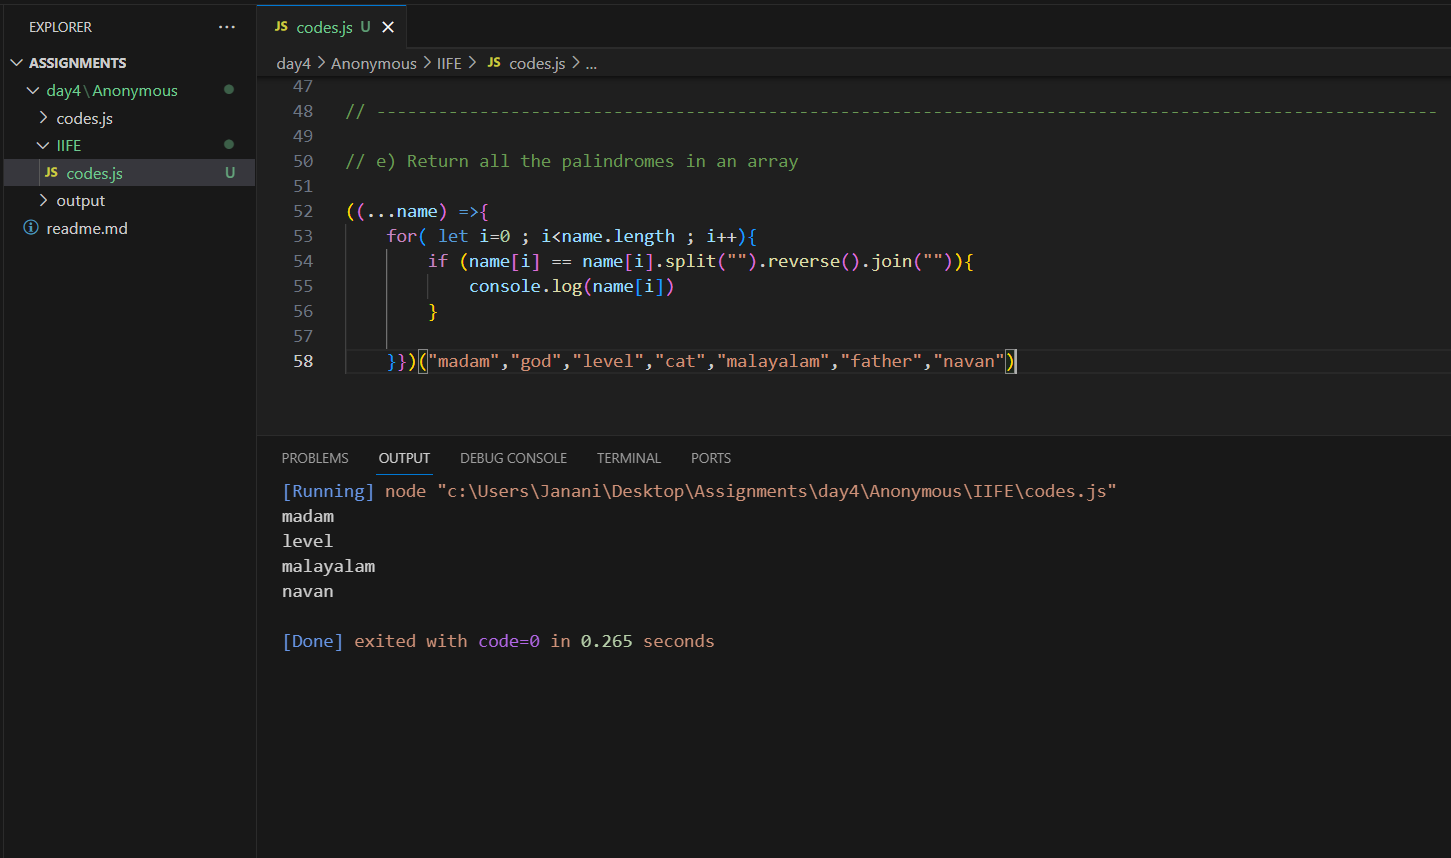 EXPLORER ...
ASSIGNMENTS
day4\Anonymous
codes.js
IIFE
JS codes.js U
output
readme.md
JS codes.js U
day4 > Anonymous > IIFE > JS codes.js > ...
47
48 // -------------------------------------------------------------------------------------------------------
49
50 // e) Return all the palindromes in an array
51
52 ((...name) =>{
53     for( let i=0 ; i<name.length ; i++){
54         if (name[i] == name[i].split("").reverse().join("")){
55             console.log(name[i])
56         }
57
58     }})("madam","god","level","cat","malayalam","father","navan")
PROBLEMS OUTPUT DEBUG CONSOLE TERMINAL PORTS
[Running] node "c:\Users\Janani\Desktop\Assignments\day4\Anonymous\IIFE\codes.js"
madam
level
malayalam
navan
[Done] exited with code=0 in 0.265 seconds